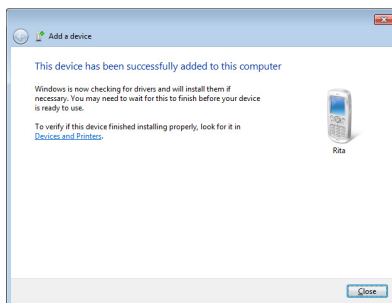 Add a device
This device has been successfully added to this computer
Windows is now checking for drivers and will install them if
necessary. You may need to wait for this to finish before your device
is ready to use.
To verify if this device finished installing properly, look for it in
Devices and Printers.
Rita
Close